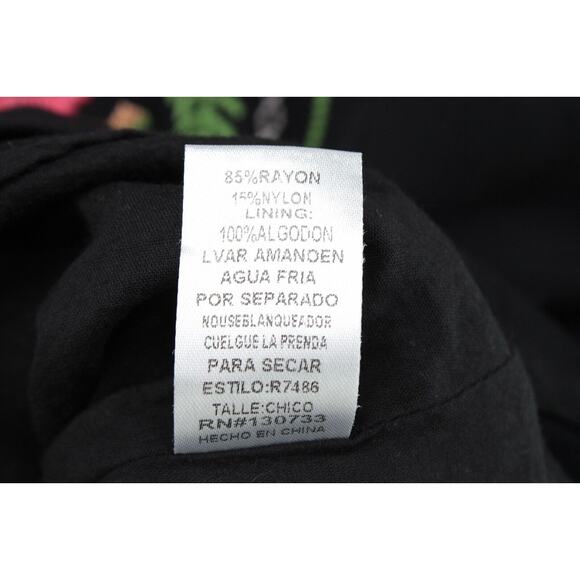 85%RAYON
15%NYLON
LINING:
100%ALGODON
LVAR AMANOEN
AGUA FRIA
POR SEPARADO
NOUSEBLANQUEADOR
CUELGUE LA PRENDA
PARA SECAR
ESTILO:R7486
TALLE:CHICO
RN#130733
HECHO EN CHINA